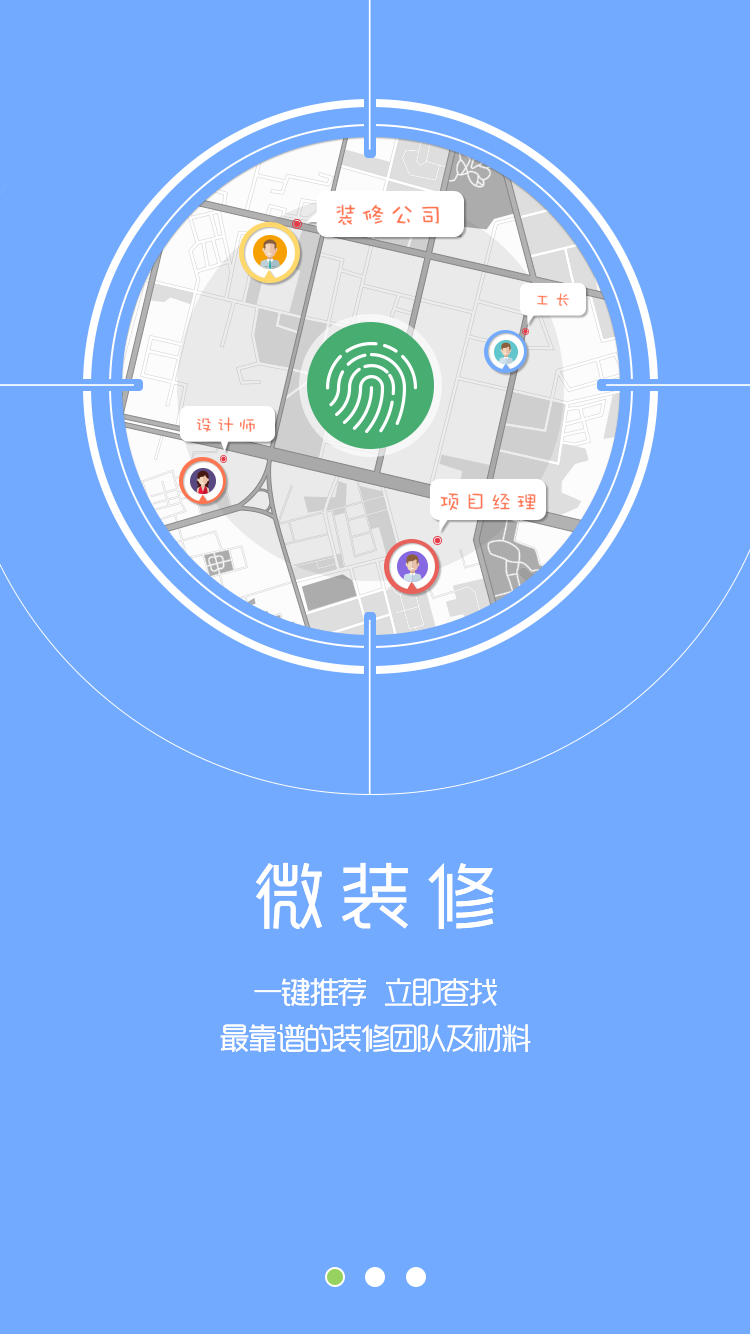 装修公司
工长
设计师
项目经理
微装修
一键推荐 立即查找
最靠谱的装修团队及材料